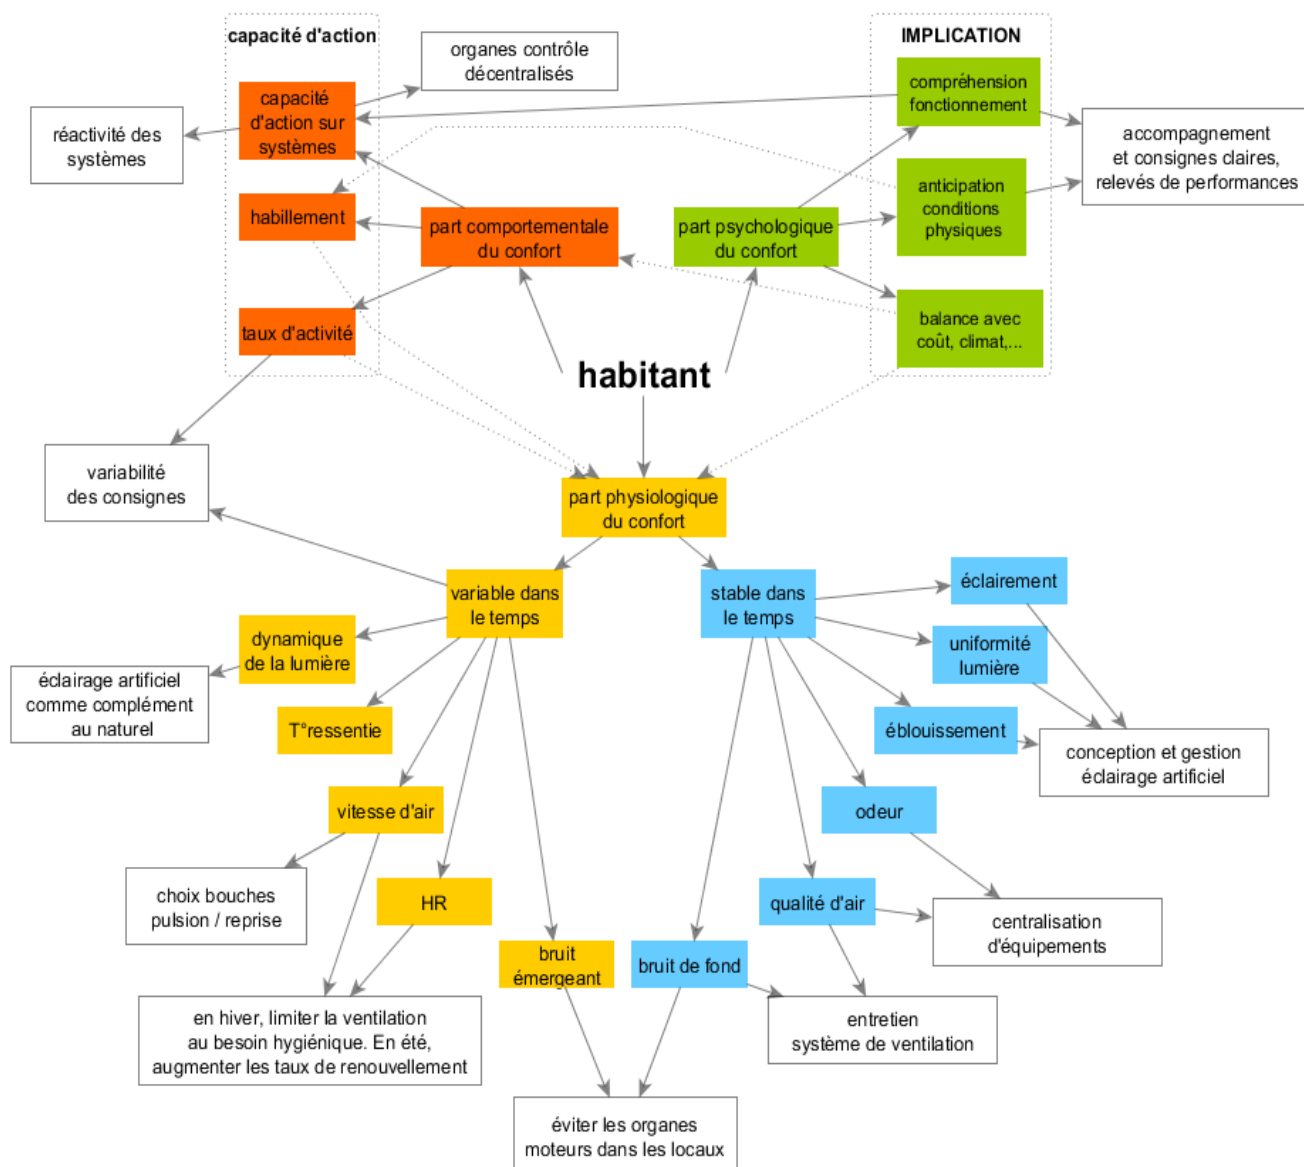 capacité d'action
IMPLICATION
organes contrôle
décentralisés
capacité
d'action sur
systèmes
compréhension
fonctionnement
réactivité des
systèmes
accompagnement
et consignes claires,
relevés de performances
habillement
anticipation
conditions
physiques
part comportementale
du confort
part psychologique
du confort
taux d'activité
balance avec
coût, climat,...
habitant
variabilité
des consignes
part physiologique
du confort
variable dans
le temps
stable dans
le temps
éclairement
dynamique
de la lumière
uniformité
lumière
éclairage artificiel
comme complément
au naturel
T°ressentie
éblouissement
conception et gestion
éclairage artificiel
vitesse d'air
odeur
choix bouches
pulsion / reprise
HR
qualité d'air
centralisation
d'équipements
bruit
émergeant
bruit de fond
en hiver, limiter la ventilation
au besoin hygiénique. En été,
augmenter les taux de renouvellement
entretien
système de ventilation
éviter les organes
moteurs dans les locaux